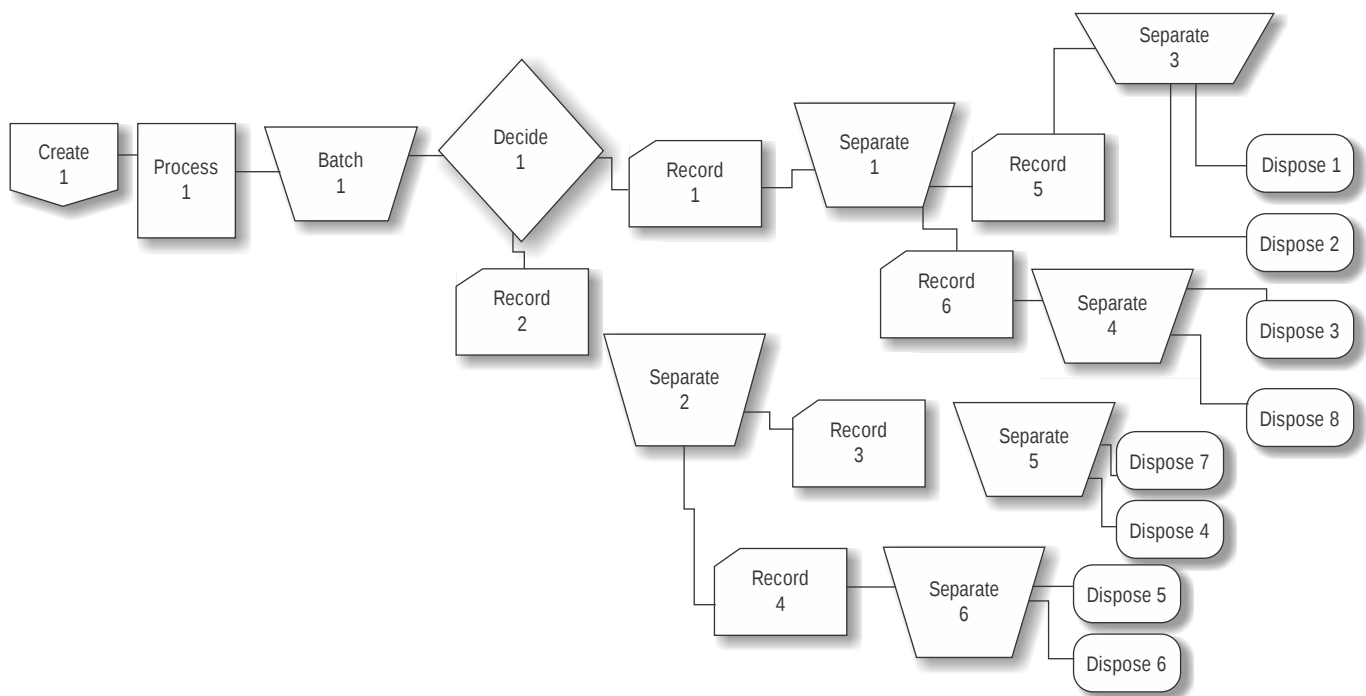 Create
1
Process
1
Batch
1
Decide
1
Record
1
Record
2
Separate
1
Record
5
Separate
3
Dispose 1
Dispose 2
Record
6
Separate
4
Dispose 3
Dispose 8
Separate
2
Record
3
Separate
5
Dispose 7
Dispose 4
Record
4
Separate
6
Dispose 5
Dispose 6